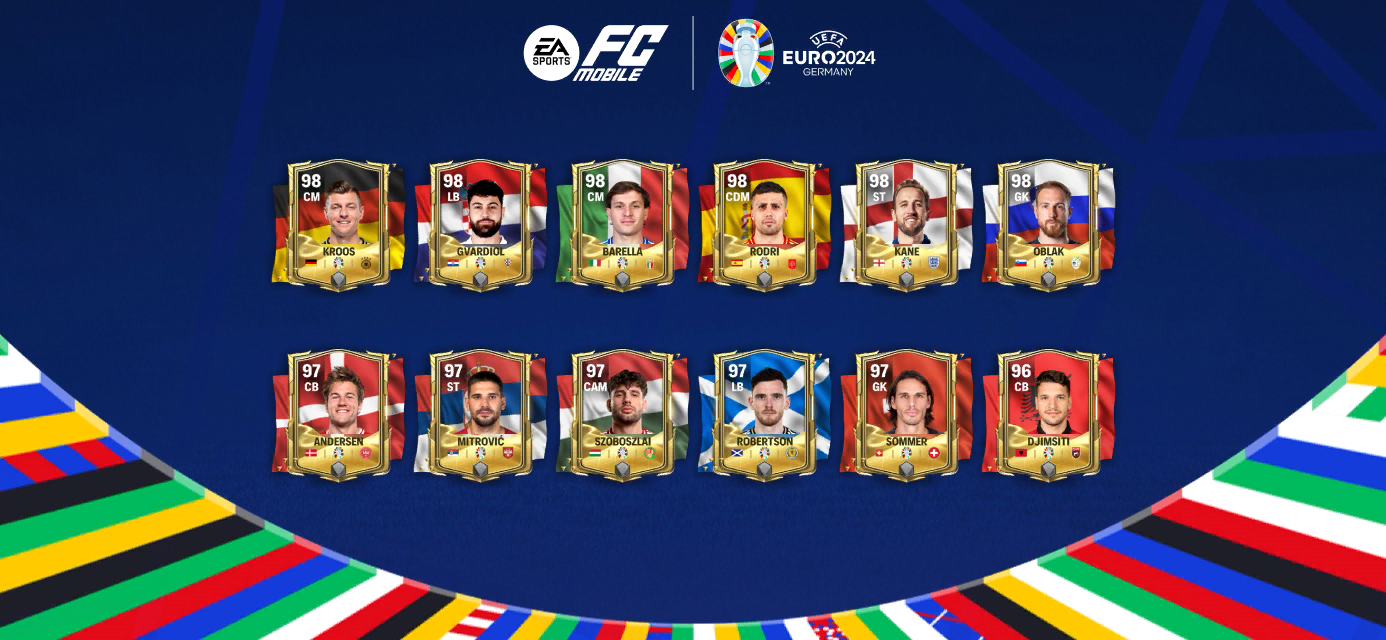 EA
SPORTS
FC
MOBILE
UEFA
EURO2024
GERMANY
98
CM
KROOS
98
LB
GVARDIOL
98
CM
BARELLA
98
CDM
RODRI
98
ST
KANE
98
GK
OBLAK
97
CB
ANDERSEN
97
ST
MITROVIĆ
97
CAM
SZOBOSZLAI
97
LB
ROBERTSON
97
GK
SOMMER
96
CB
DJIMSITI